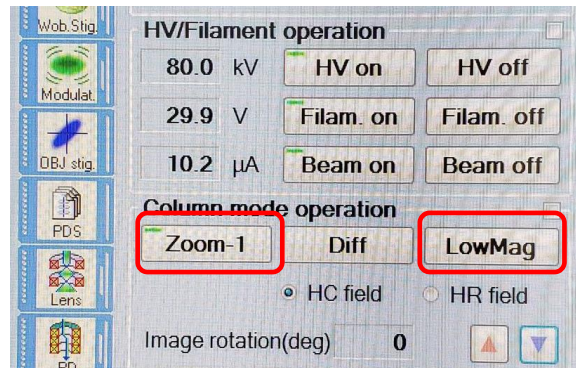 Wob.Stig.
Modulat.
OBJ stig.
PDS
Lens
HV/Filament operation
80.0 kV HV on HV off
29.9 V Filam. on Filam. off
10.2 µA Beam on Beam off
Column mode operation
Zoom-1 Diff LowMag
HC field HR field
Image rotation(deg) 0